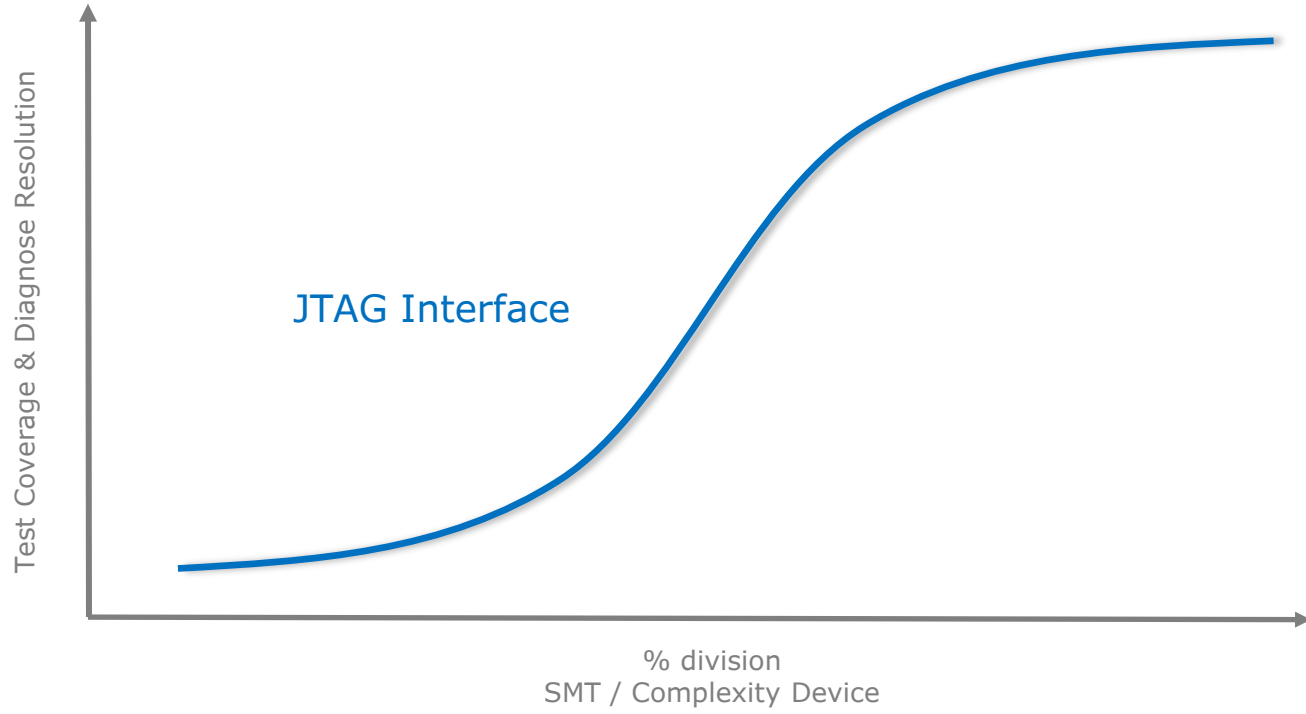 Test Coverage & Diagnose Resolution
JTAG Interface
% division
SMT / Complexity Device